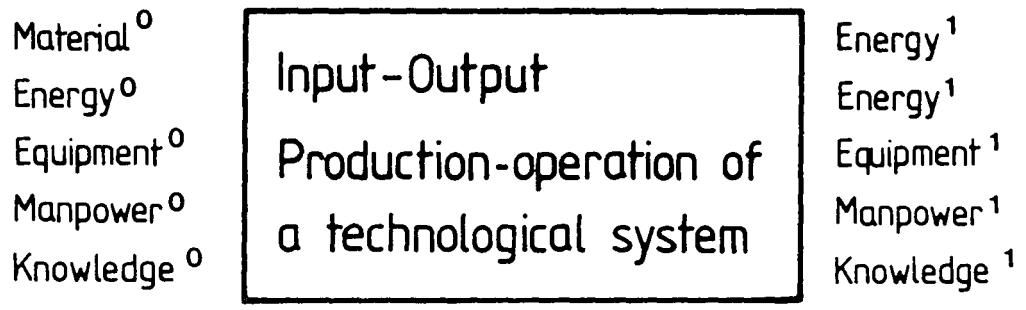 Material⁰
Energy⁰
Equipment⁰
Manpower⁰
Knowledge⁰
Input-Output
Production-operation of
a technological system
Energy¹
Energy¹
Equipment¹
Manpower¹
Knowledge¹